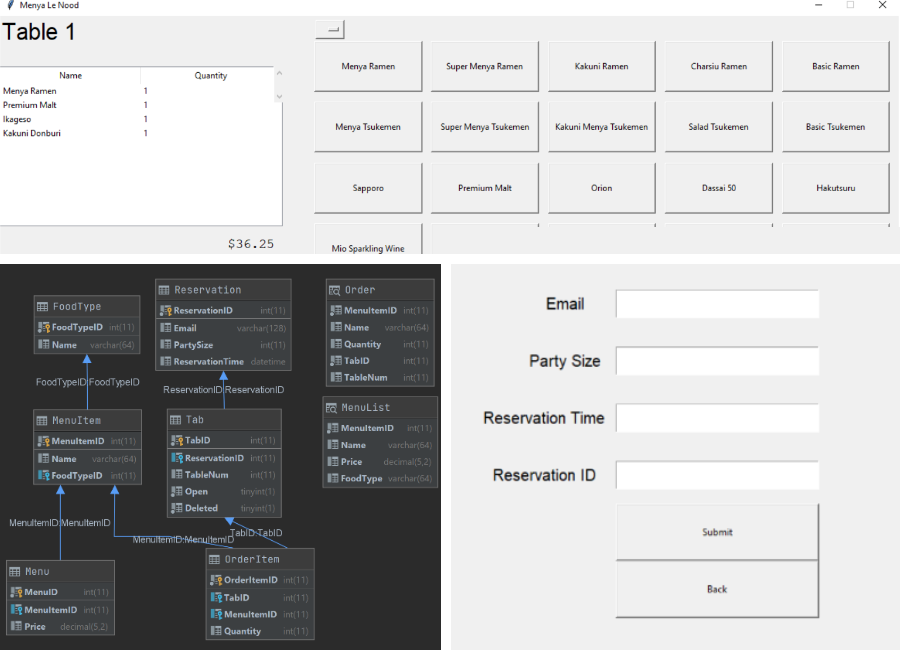 Menya Le Nood
Table 1
Name Quantity
Menya Ramen 1
Premium Malt 1
Ikageso 1
Kakuni Donburi 1
$36.25
Menya Ramen Super Menya Ramen Kakuni Ramen Charsiu Ramen Basic Ramen
Menya Tsukemen Super Menya Tsukemen Kakuni Menya Tsukemen Salad Tsukemen Basic Tsukemen
Sapporo Premium Malt Orion Dassai 50 Hakutsuru
Mio Sparkling Wine
FoodType
FoodTypeID int(11)
Name varchar(64)
FoodTypeID:FoodTypeID
MenuItem
MenuItemID int(11)
Name varchar(64)
FoodTypeID int(11)
MenuItemID:MenuItemID
Menu
MenuID int(11)
MenuItemID int(11)
Price decimal(5,2)
Reservation
ReservationID int(11)
Email varchar(128)
PartySize int(11)
ReservationTime datetime
ReservationID:ReservationID
Tab
TabID int(11)
ReservationID int(11)
TableNum int(11)
Open tinyint(1)
Deleted tinyint(1)
TabID:TabID
MenuItemID:MenuItemID
OrderItem
OrderItemID int(11)
TabID int(11)
MenuItemID int(11)
Quantity int(11)
Order
MenuItemID int(11)
Name varchar(64)
Quantity int(11)
TabID int(11)
TableNum int(11)
MenuList
MenuItemID int(11)
Name varchar(64)
Price decimal(5,2)
FoodType varchar(64)
Email
Party Size
Reservation Time
Reservation ID
Submit
Back